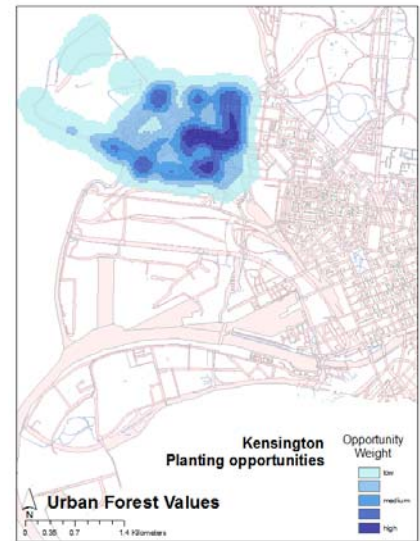 Kensington
Planting opportunities
Opportunity
Weight
low
medium
high
N
Urban Forest Values
0 0.35 0.7 1.4 Kilometers